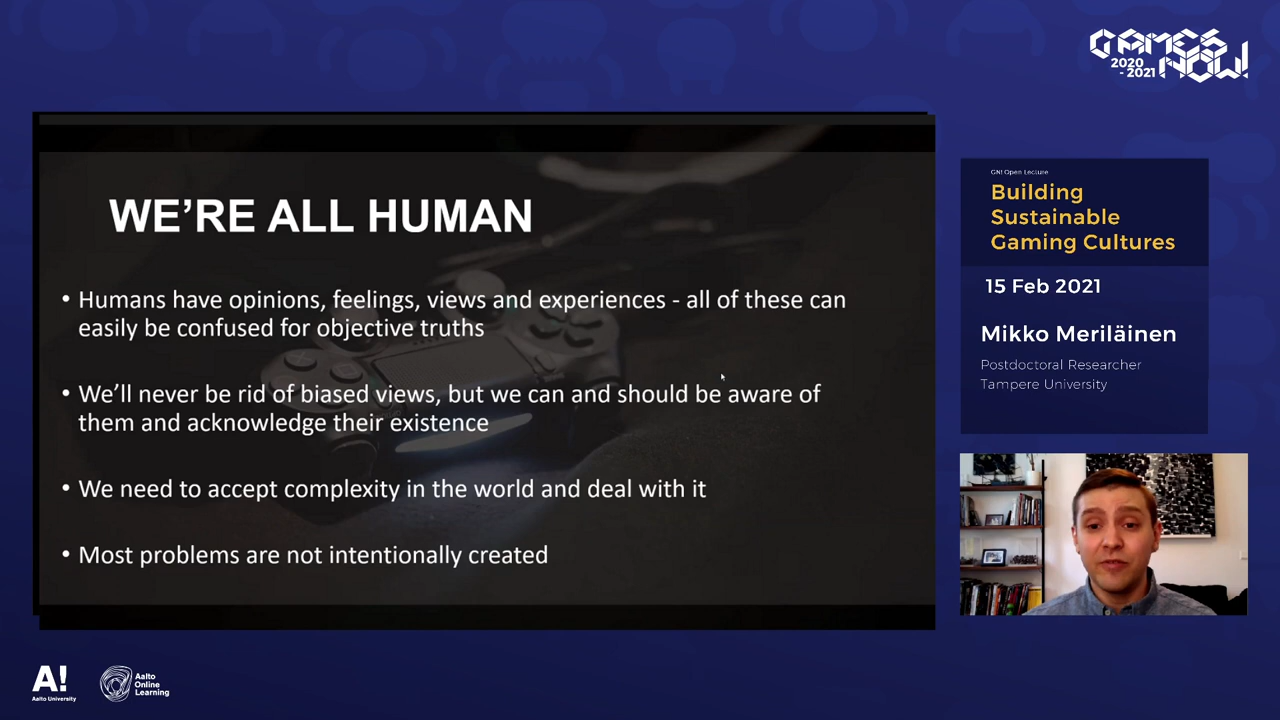 GAMES
NOW!
2020
- 2021
WE’RE ALL HUMAN
• Humans have opinions, feelings, views and experiences - all of these can
easily be confused for objective truths
• We’ll never be rid of biased views, but we can and should be aware of
them and acknowledge their existence
• We need to accept complexity in the world and deal with it
• Most problems are not intentionally created
GN! Open Lecture
Building
Sustainable
Gaming Cultures
15 Feb 2021
Mikko Meriläinen
Postdoctoral Researcher
Tampere University
A!
Aalto University
Aalto
Online
Learning